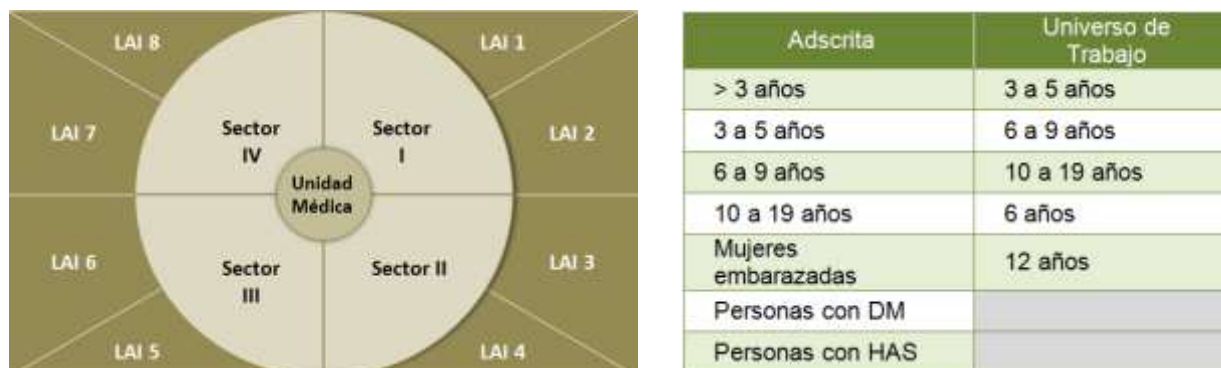 LAI 8
LAI 1
LAI 7
Sector
IV
Sector
I
LAI 2
Unidad
Médica
LAI 6
Sector
III
Sector II
LAI 3
LAI 5
LAI 4
Adscrita
Universo de
Trabajo
> 3 años
3 a 5 años
3 a 5 años
6 a 9 años
6 a 9 años
10 a 19 años
10 a 19 años
6 años
Mujeres
embarazadas
12 años
Personas con DM
Personas con HAS